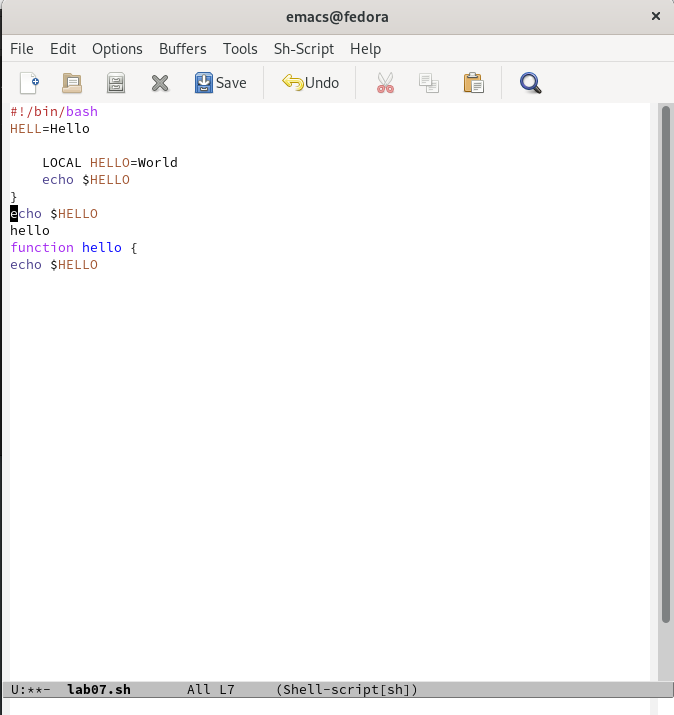 emacs@fedora ×
File Edit Options Buffers Tools Sh-Script Help
Save Undo
#!/bin/bash
HELL=Hello
    LOCAL HELLO=World
    echo $HELLO
}
echo $HELLO
hello
function hello {
echo $HELLO
U:**-  lab07.sh       All L7     (Shell-script[sh])